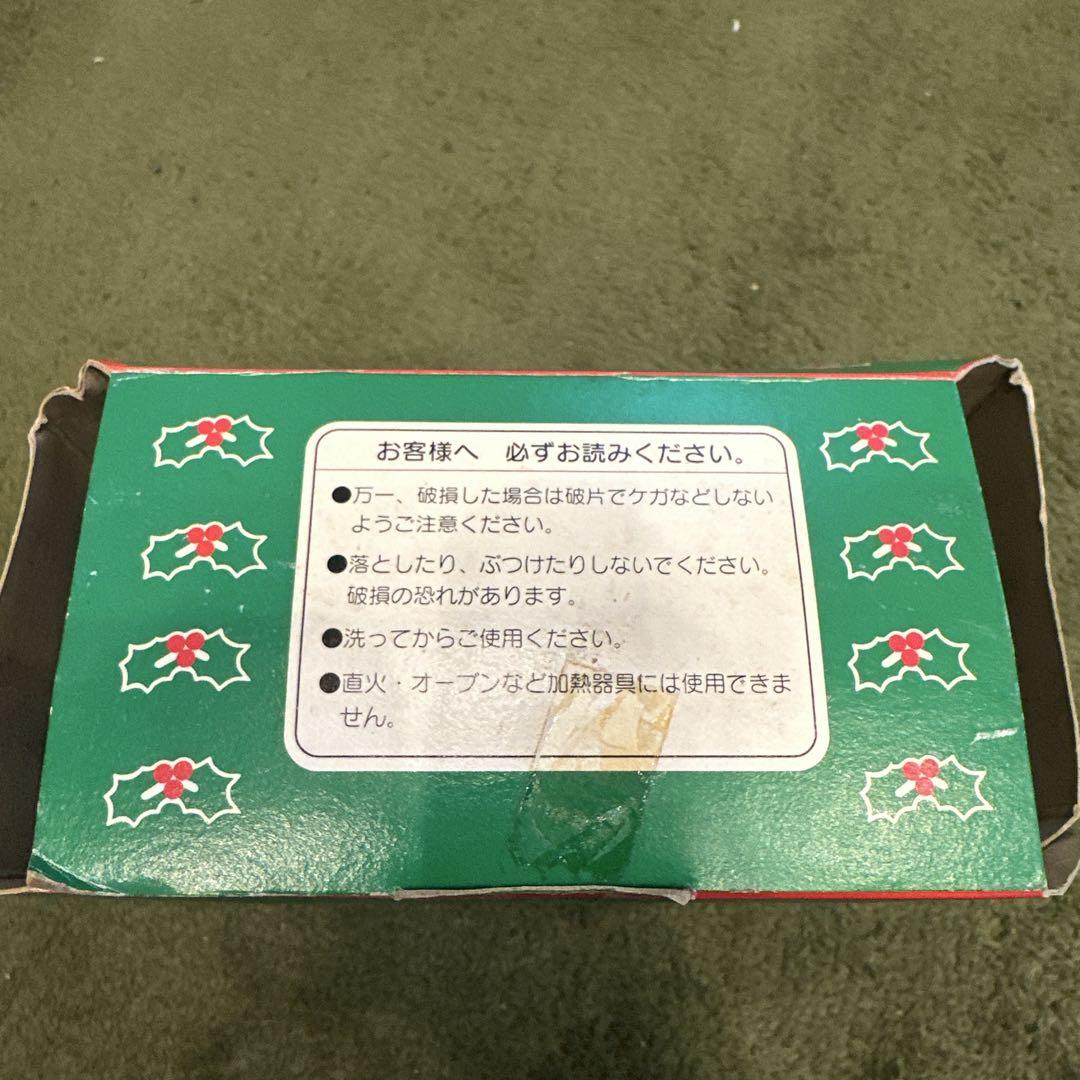 お客様へ 必ずお読みください。
●万一、破損した場合は破片でケガなどしない
ようご注意ください。
●落としたり、ぶつけたりしないでください。
破損の恐れがあります。
●洗ってからご使用ください。
●直火・オーブンなど加熱器具には使用できま
せん。